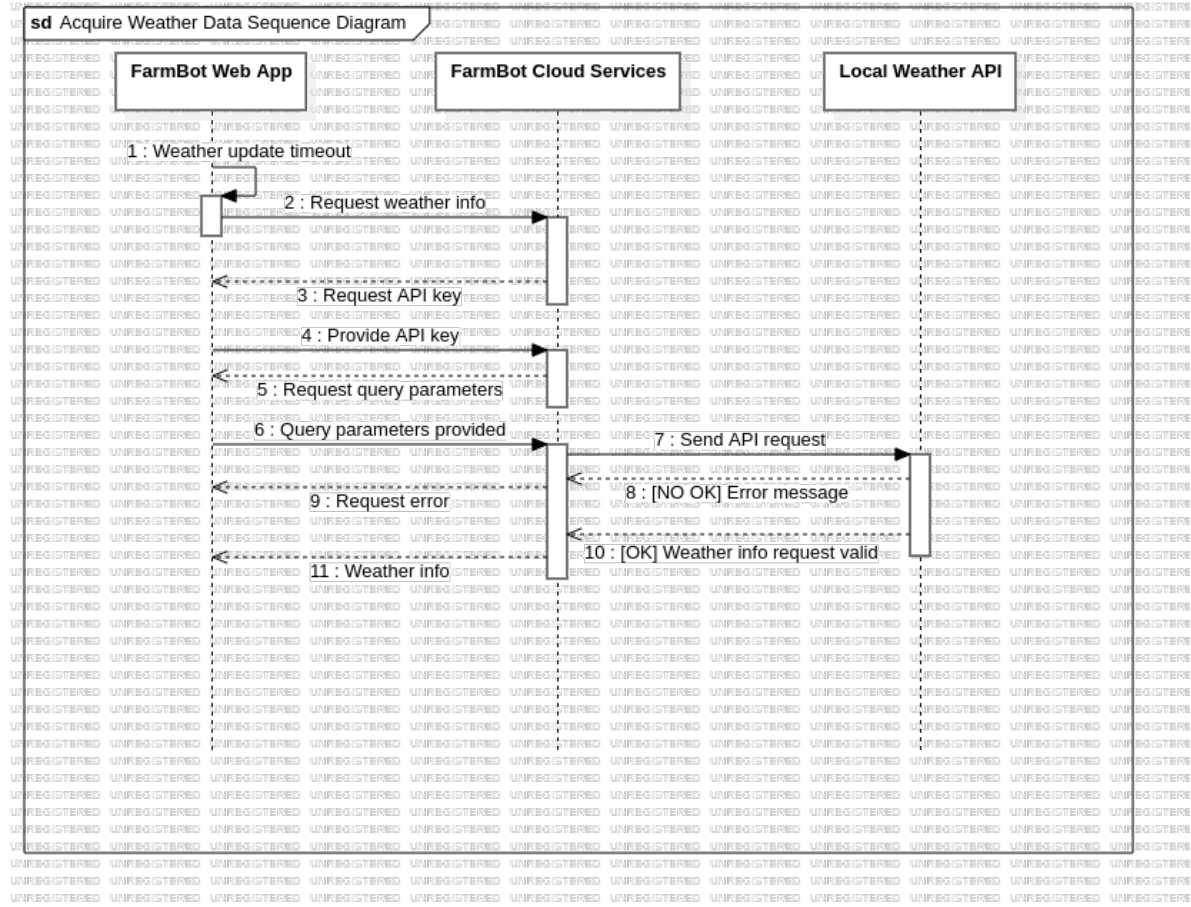 sd Acquire Weather Data Sequence Diagram
FarmBot Web App
FarmBot Cloud Services
Local Weather API
1 : Weather update timeout
2 : Request weather info
3 : Request API key
4 : Provide API key
5 : Request query parameters
6 : Query parameters provided
7 : Send API request
8 : [NO OK] Error message
9 : Request error
10 : [OK] Weather info request valid
11 : Weather info
UNREGISTERED